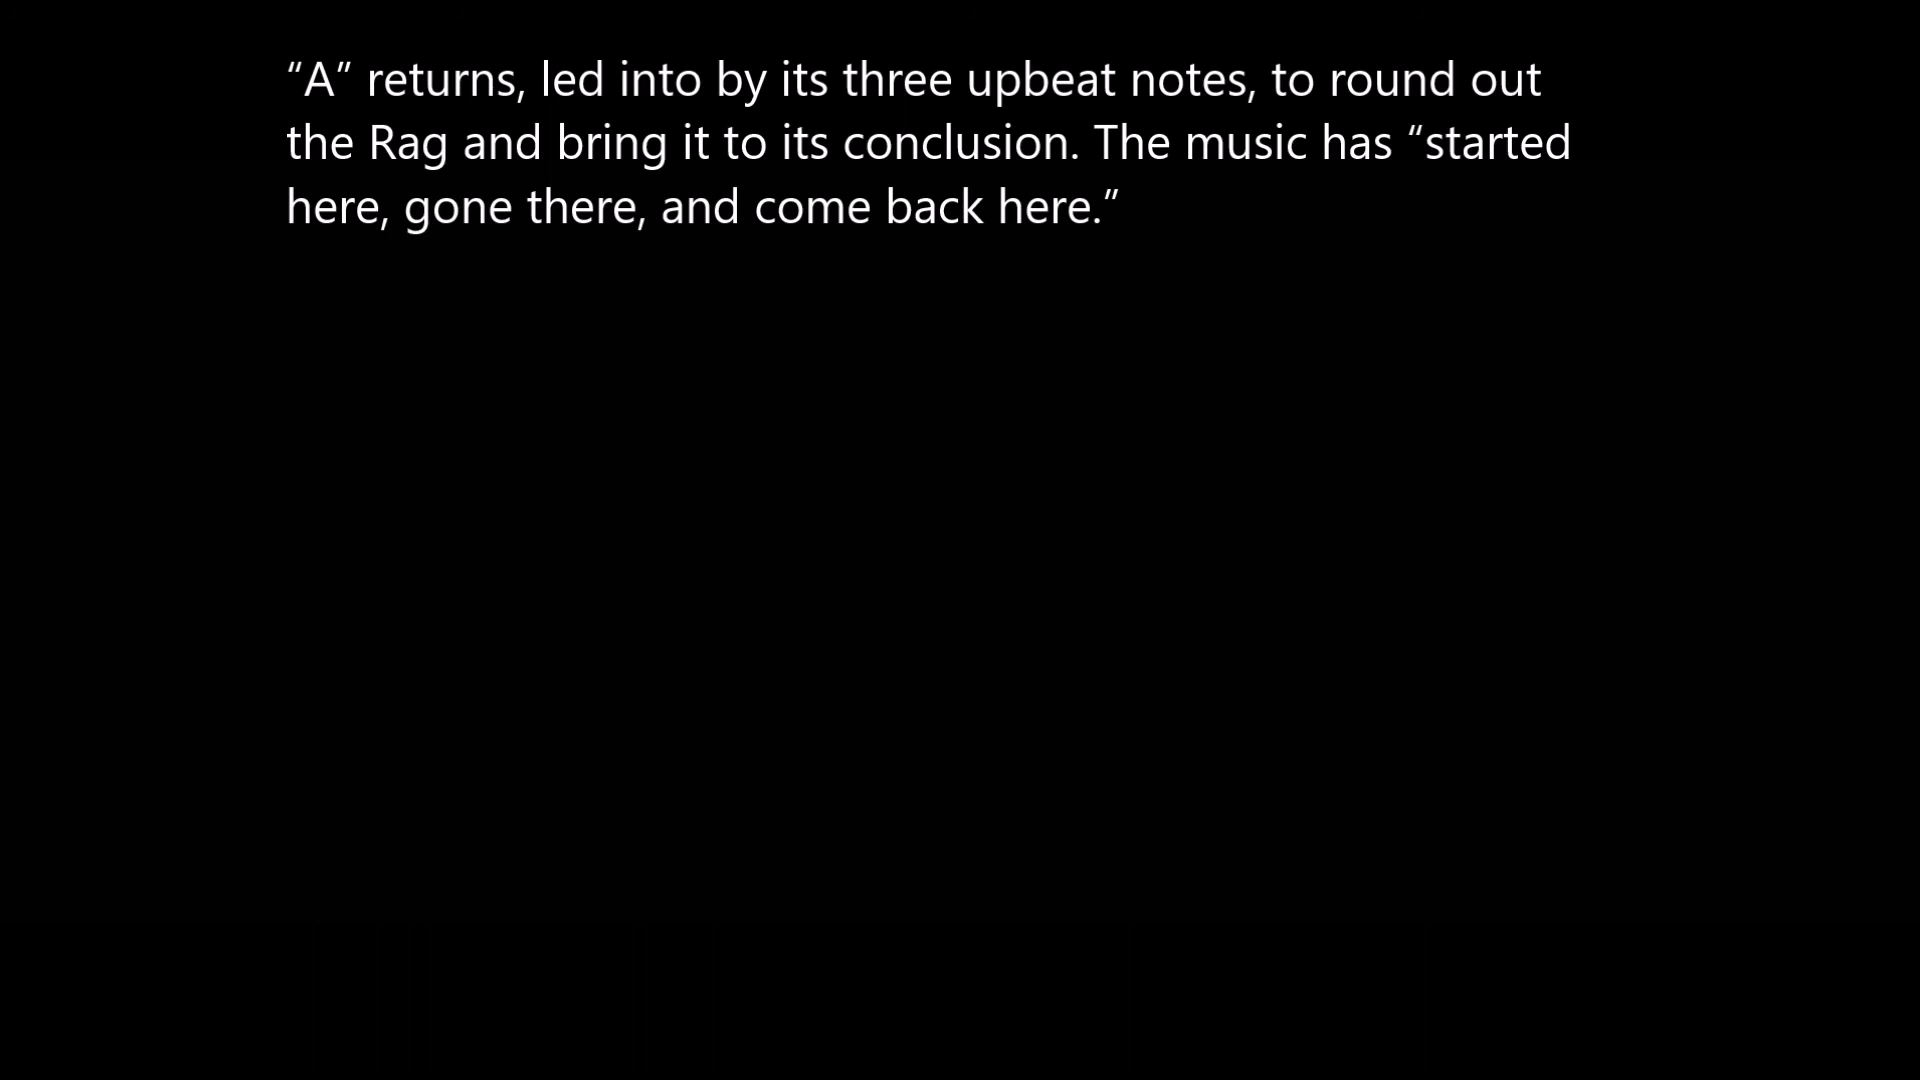 “A” returns, led into by its three upbeat notes, to round out
the Rag and bring it to its conclusion. The music has “started
here, gone there, and come back here.”